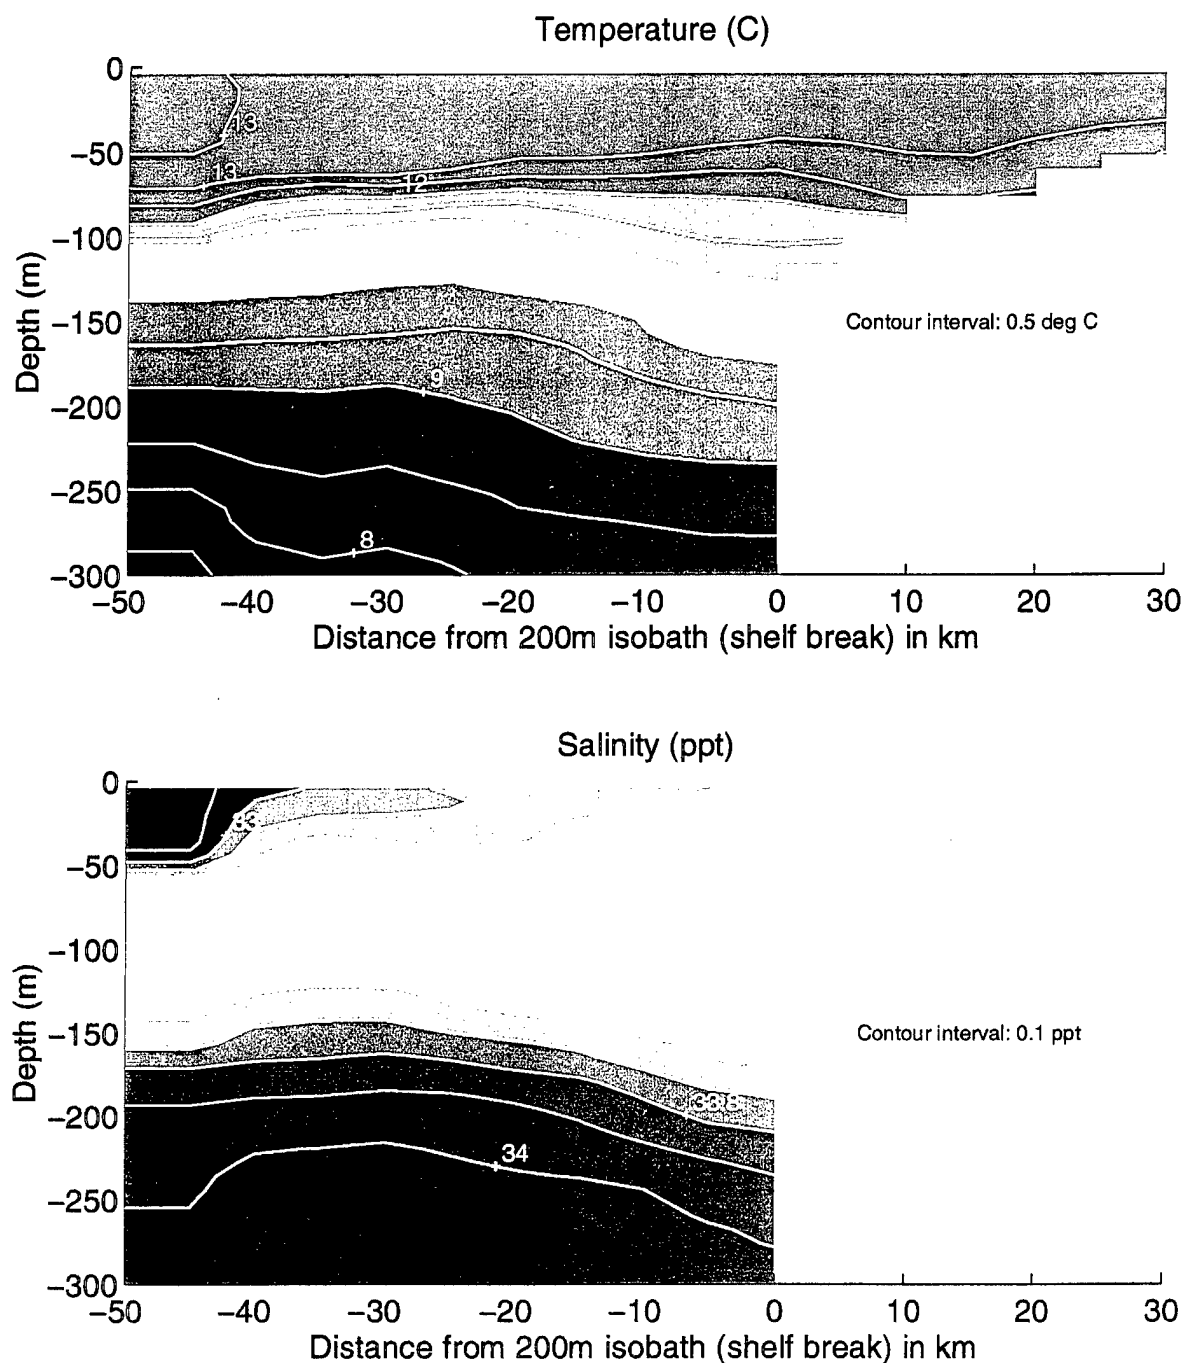 Temperature (C)
0
−50
−100
−150
−200
−250
−300
Depth (m)
13
13
12
9
8
Contour interval: 0.5 deg C
−50 −40 −30 −20 −10 0 10 20 30
Distance from 200m isobath (shelf break) in km
Salinity (ppt)
0
−50
−100
−150
−200
−250
−300
Depth (m)
33
33.8
34
Contour interval: 0.1 ppt
−50 −40 −30 −20 −10 0 10 20 30
Distance from 200m isobath (shelf break) in km